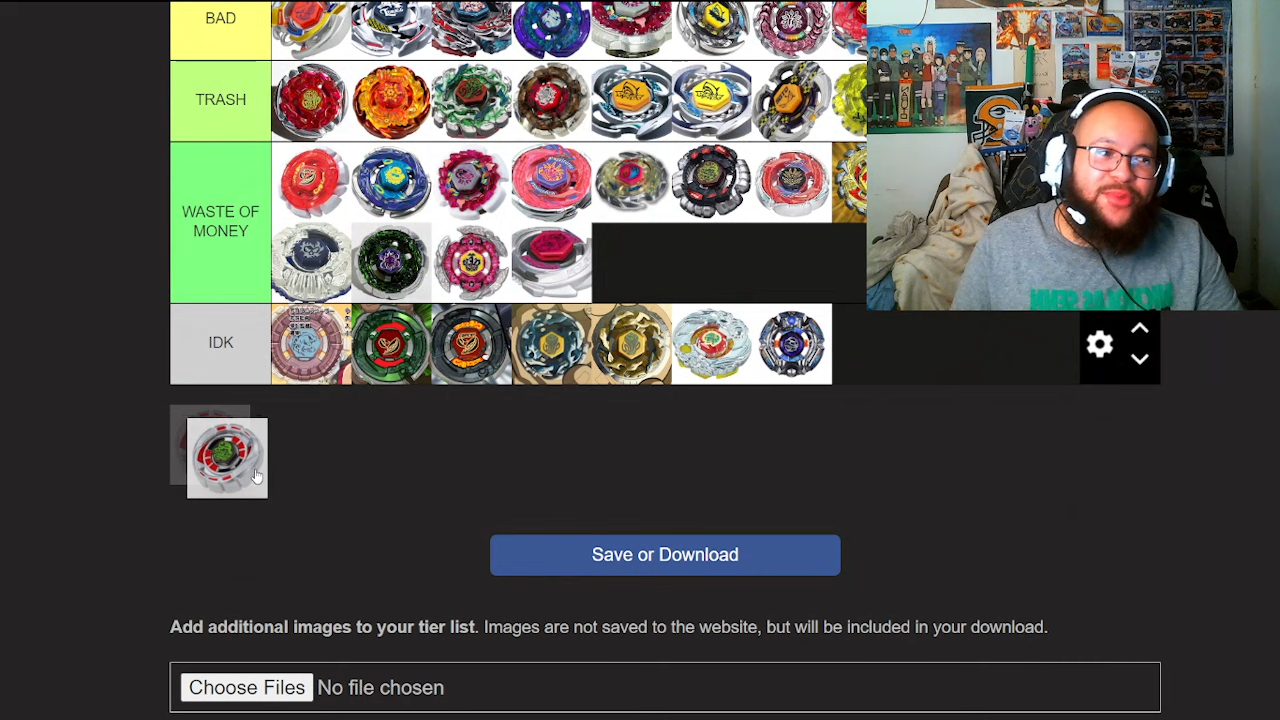 BAD
TRASH
WASTE OF
MONEY
IDK
Save or Download
Add additional images to your tier list. Images are not saved to the website, but will be included in your download.
Choose Files No file chosen